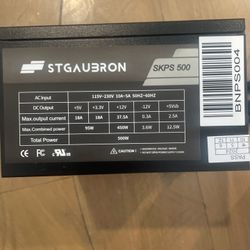 STGAUBRON
SKPS 500
AC Input 115V-230V 10A-5A 50HZ-60HZ
DC Output +5V +3.3V +12V -12V +5Vsb
Max output current 18A 18A 37.5A 0.3A 2.5A
Max.Combined power 95W 450W 3.6W 12.5W
Total Power 500W
BNPS004
PASS